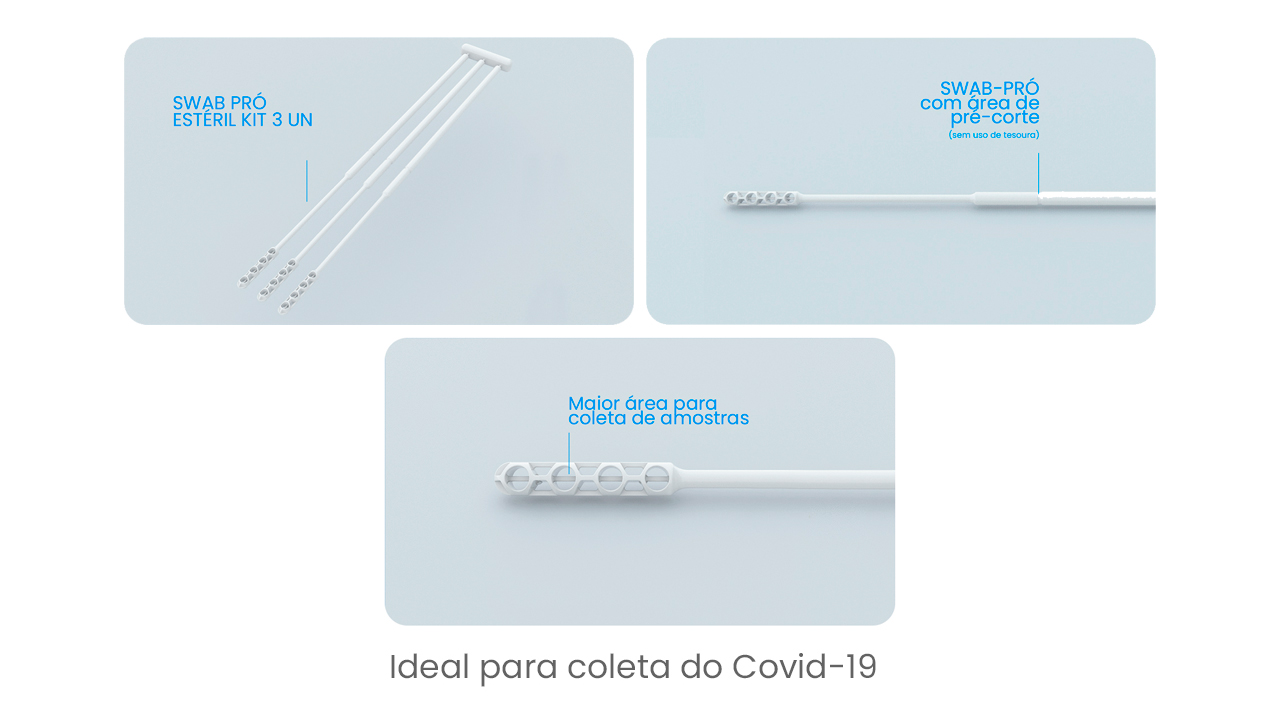 SWAB PRÓ
ESTÉRIL KIT 3 UN
SWAB-PRÓ
com área de
pré-corte
(sem uso de tesoura)
Maior área para
coleta de amostras
Ideal para coleta do Covid-19